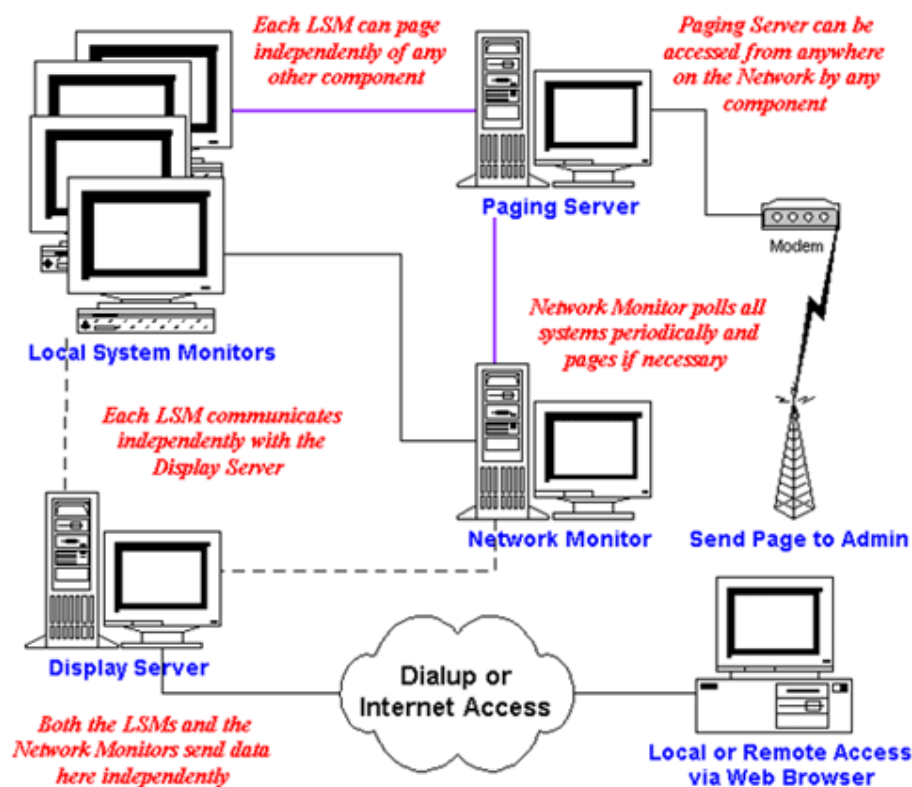 Each LSM can page
independently of any
other component
Paging Server can be
accessed from anywhere
on the Network by any
component
Paging Server
Modem
Local System Monitors
Network Monitor polls all
systems periodically and
pages if necessary
Each LSM communicates
independently with the
Display Server
Network Monitor
Send Page to Admin
Display Server
Dialup or
Internet Access
Both the LSMs and the
Network Monitors send data
here independently
Local or Remote Access
via Web Browser